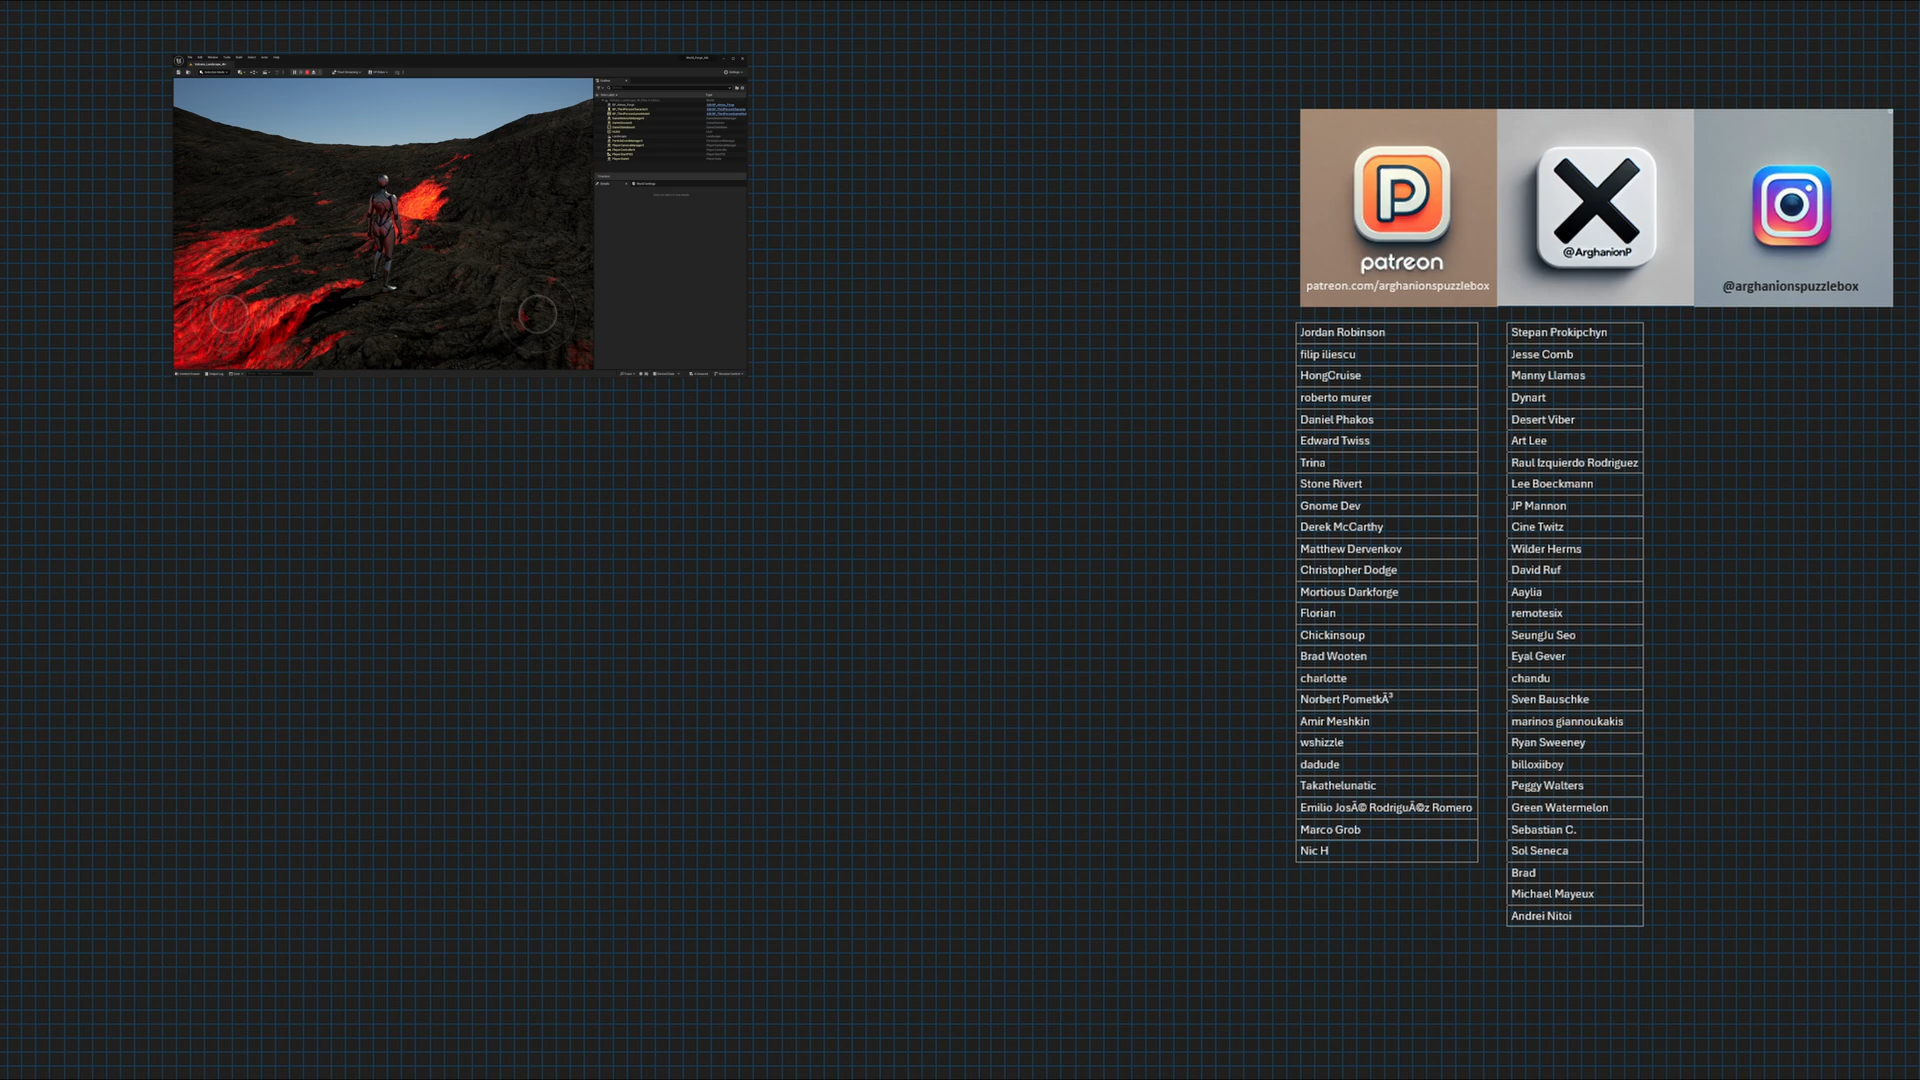 patreon
patreon.com/arghanionspuzzlebox
@ArghanionP
@arghanionspuzzlebox
Jordan Robinson
filip iliescu
HongCruise
roberto murer
Daniel Phakos
Edward Twiss
Trina
Stone Rivert
Gnome Dev
Derek McCarthy
Matthew Dervenkov
Christopher Dodge
Mortious Darkforge
Florian
Chickinsoup
Brad Wooten
charlotte
Norbert PometkÃ³
Amir Meshkin
wshizzle
dadude
Takathelunatic
Emilio JosÃ© RodriguÃ©z Romero
Marco Grob
Nic H
Stepan Prokipchyn
Jesse Comb
Manny Llamas
Dynart
Desert Viber
Art Lee
Raul Izquierdo Rodriguez
Lee Boeckmann
JP Mannon
Cine Twitz
Wilder Herms
David Ruf
Aaylia
remotesix
SeungJu Seo
Eyal Gever
chandu
Sven Bauschke
marinos giannoukakis
Ryan Sweeney
billoxiiboy
Peggy Walters
Green Watermelon
Sebastian C.
Sol Seneca
Brad
Michael Mayeux
Andrei Nitoi